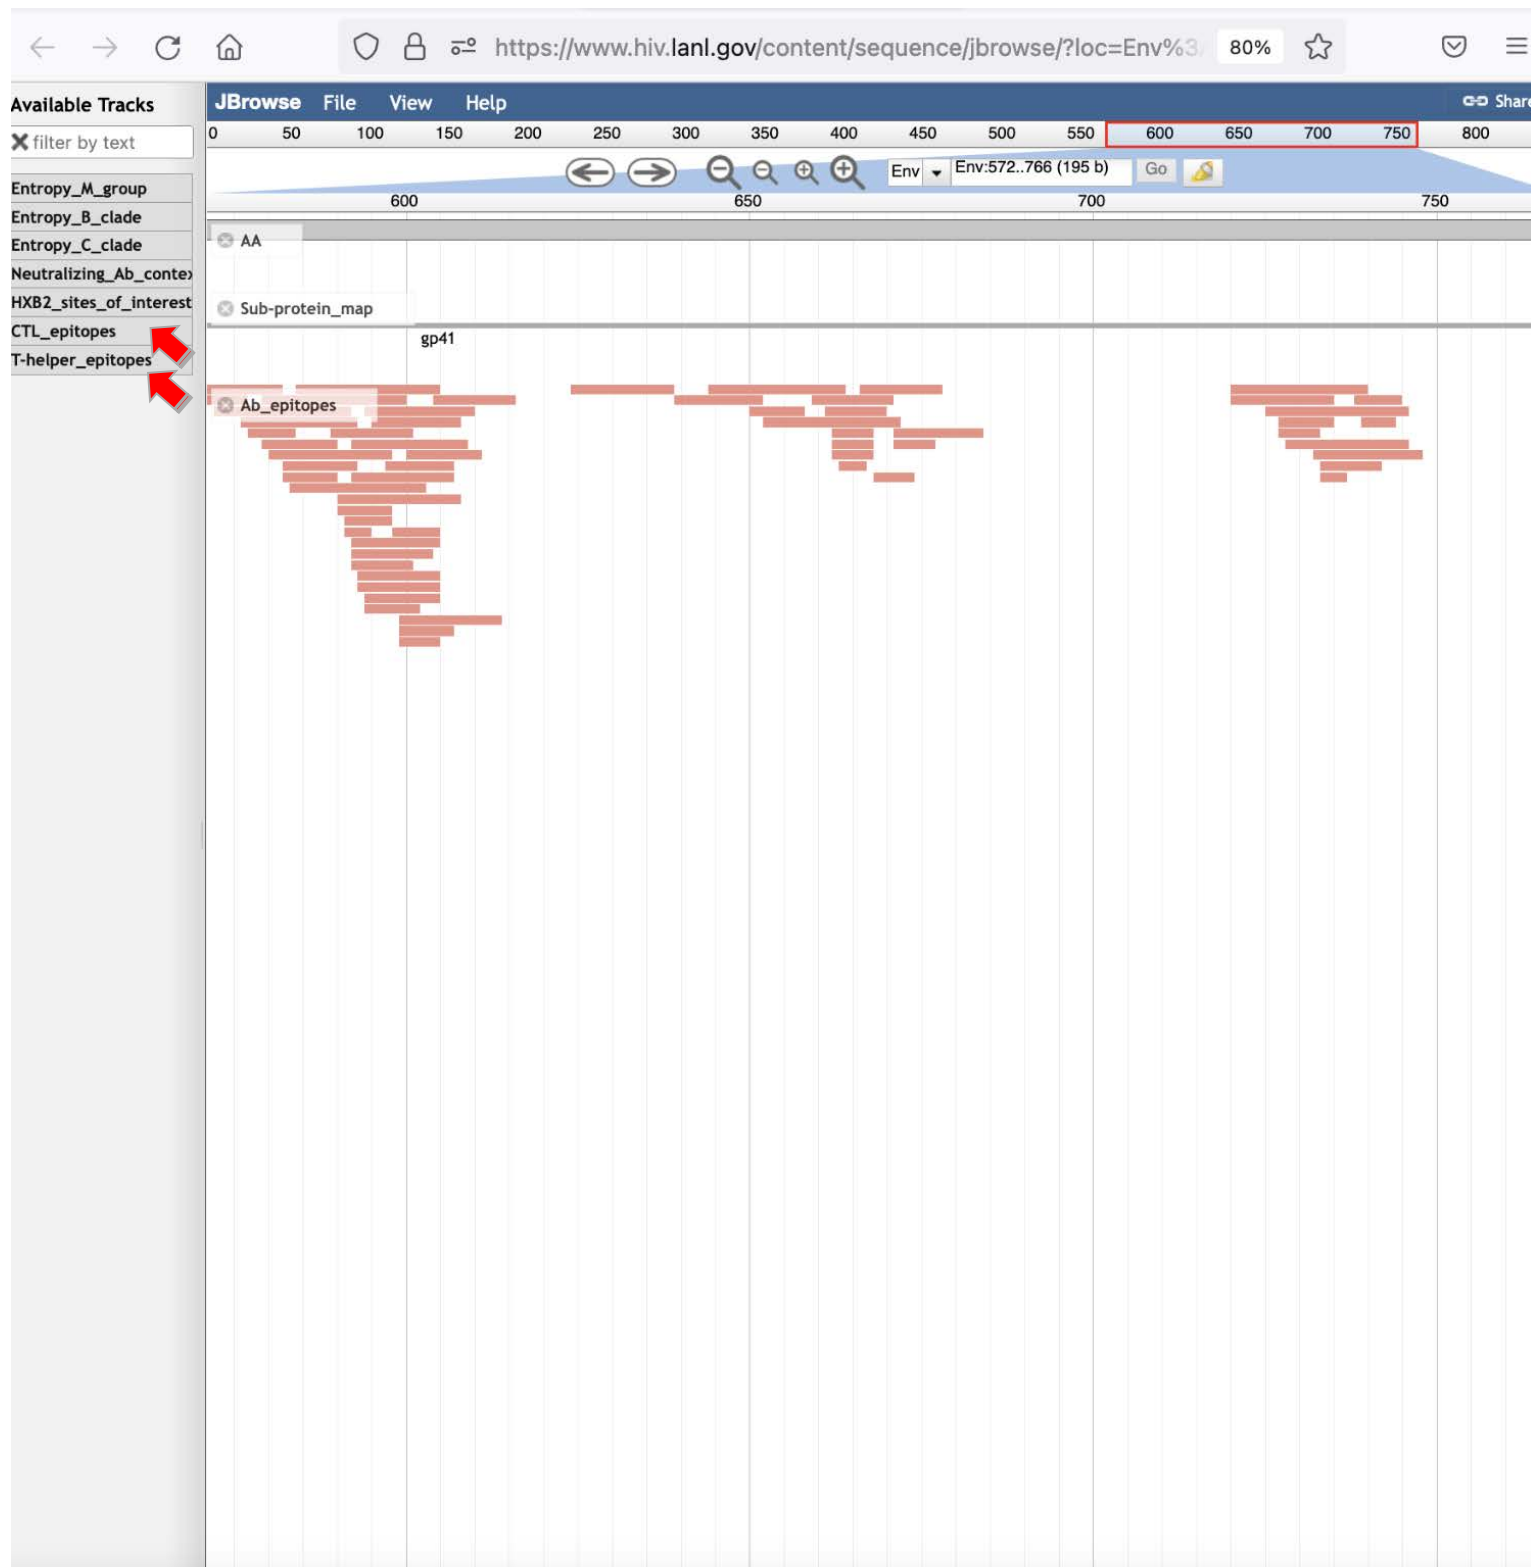 https://www.hiv.lanl.gov/content/sequence/jbrowse/?loc=Env%3 80%
Available Tracks
filter by text
Entropy_M_group
Entropy_B_clade
Entropy_C_clade
Neutralizing_Ab_contex
HXB2_sites_of_interest
CTL_epitopes
T-helper_epitopes
JBrowse File View Help Share
0 50 100 150 200 250 300 350 400 450 500 550 600 650 700 750 800
Env Env:572..766 (195 b) Go
600 650 700 750
AA
Sub-protein_map
gp41
Ab_epitopes